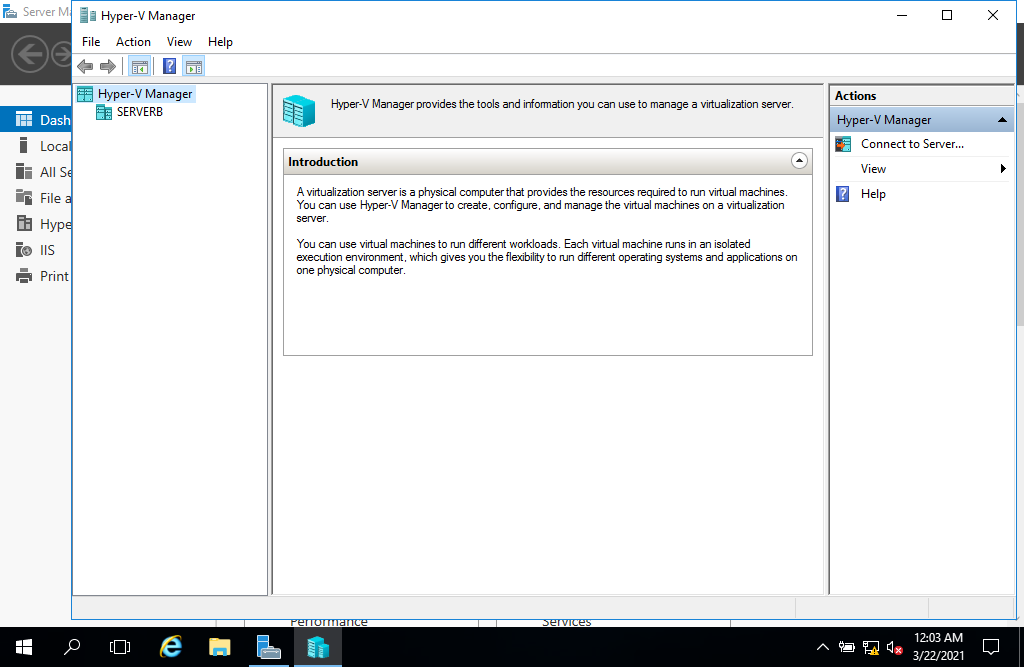 Server Ma
Hyper-V Manager
File Action View Help
Dash
Local
All Se
File a
Hype
IIS
Print
Hyper-V Manager
SERVERB
Hyper-V Manager provides the tools and information you can use to manage a virtualization server.
Introduction
A virtualization server is a physical computer that provides the resources required to run virtual machines.
You can use Hyper-V Manager to create, configure, and manage the virtual machines on a virtualization
server.
You can use virtual machines to run different workloads. Each virtual machine runs in an isolated
execution environment, which gives you the flexibility to run different operating systems and applications on
one physical computer.
Actions
Hyper-V Manager
Connect to Server...
View
Help
Performance
Services
12:03 AM
3/22/2021